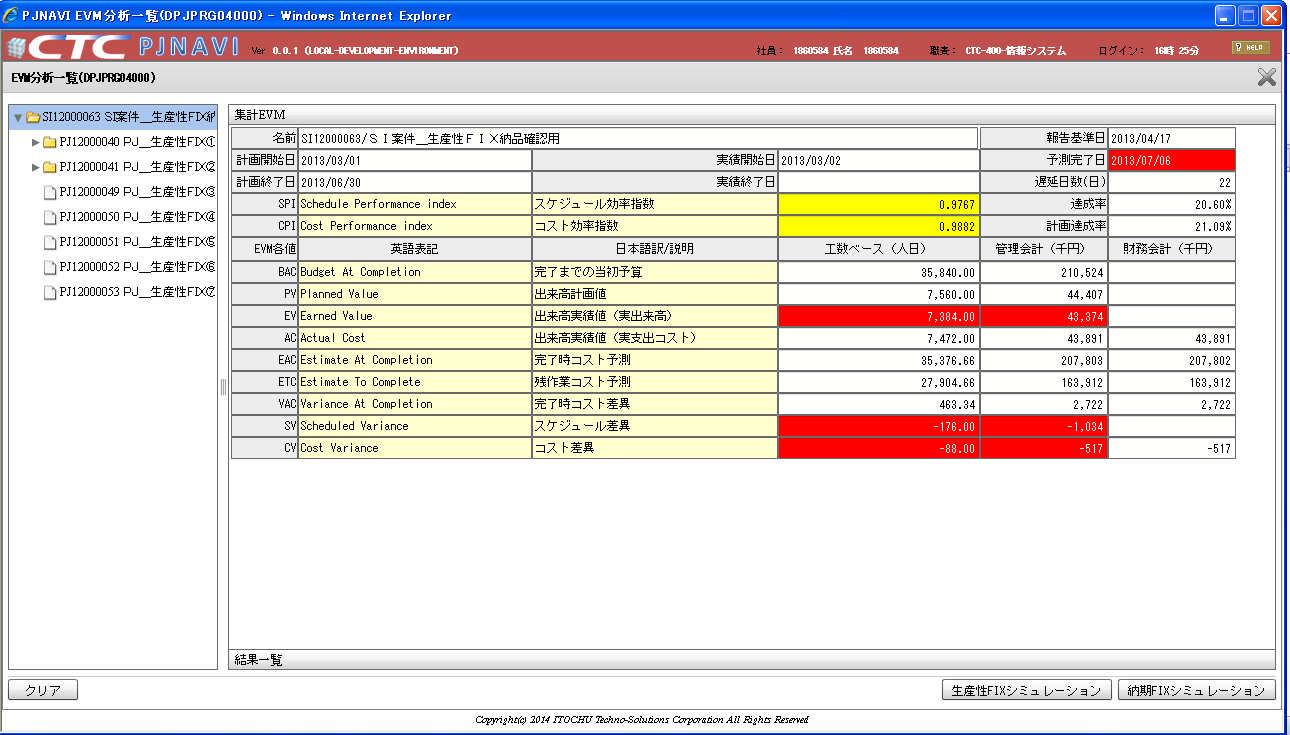 PJNAVI EVM分析一覧(DPJPRG04000) - Windows Internet Explorer
CTC PJNAVI Ver 0.0.1 (LOCAL-DEVELOPMENT-ENVIRONMENT) 社員： 1860584 氏名 1860584 職責： CTC-400-情報システム ログイン： 16時 25分 HELP
EVM分析一覧(DPJPRG04000)
SI12000063 SI案件__生産性FIX納
PJ12000040 PJ__生産性FIX①
PJ12000041 PJ__生産性FIX②
PJ12000049 PJ__生産性FIX③
PJ12000050 PJ__生産性FIX④
PJ12000051 PJ__生産性FIX⑤
PJ12000052 PJ__生産性FIX⑥
PJ12000053 PJ__生産性FIX⑦
集計EVM
名前 SI12000063/ＳＩ案件__生産性ＦＩＸ納品確認用 報告基準日 2013/04/17
計画開始日 2013/03/01 実績開始日 2013/03/02 予測完了日 2013/07/06
計画終了日 2013/06/30 実績終了日 遅延日数(日) 22
SPI Schedule Performance index スケジュール効率指数 0.9767 達成率 20.60%
CPI Cost Performance index コスト効率指数 0.9882 計画達成率 21.09%
EVM各値 英語表記 日本語訳/説明 工数ベース（人日） 管理会計（千円） 財務会計（千円）
BAC Budget At Completion 完了までの当初予算 35,840.00 210,524
PV Planned Value 出来高計画値 7,560.00 44,407
EV Earned Value 出来高実績値（実出来高） 7,384.00 43,374
AC Actual Cost 出来高実績値（実支出コスト） 7,472.00 43,891 43,891
EAC Estimate At Completion 完了時コスト予測 35,376.66 207,803 207,802
ETC Estimate To Complete 残作業コスト予測 27,904.66 163,912 163,912
VAC Variance At Completion 完了時コスト差異 463.34 2,722 2,722
SV Scheduled Variance スケジュール差異 -176.00 -1,034
CV Cost Variance コスト差異 -88.00 -517 -517
結果一覧
クリア 生産性FIXシミュレーション 納期FIXシミュレーション
Copyright(c) 2014 ITOCHU Techno-Solutions Corporation All Rights Reserved